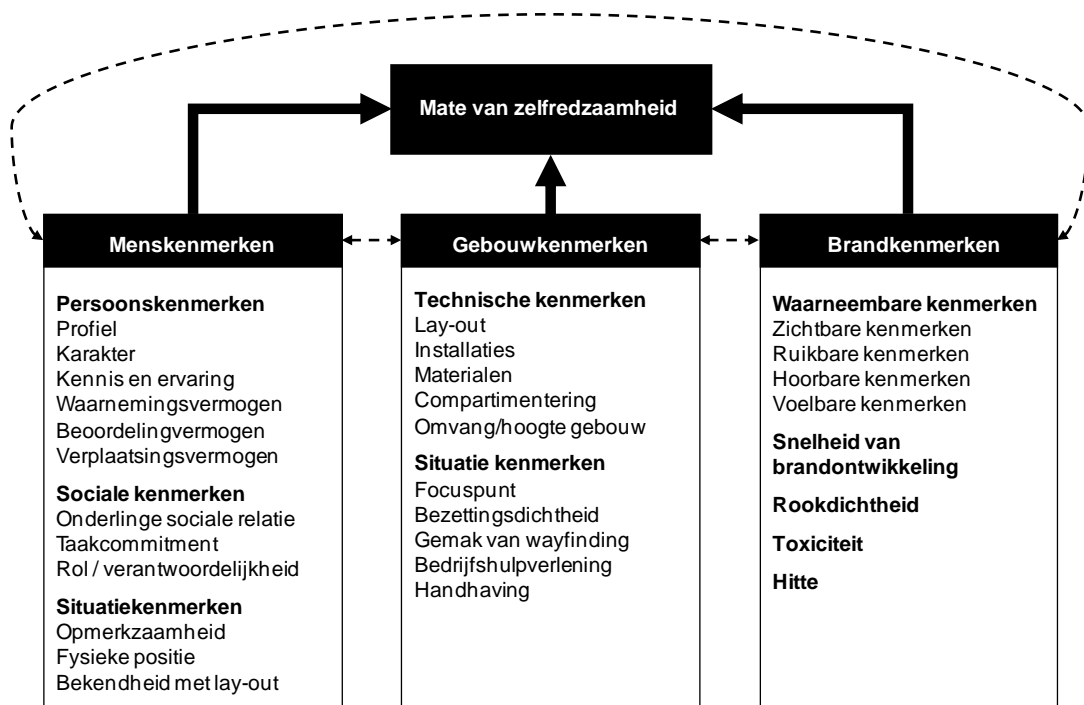 Mate van zelfredzaamheid
Menskenmerken
Persoonskenmerken
Profiel
Karakter
Kennis en ervaring
Waarnemingsvermogen
Beoordelingvermogen
Verplaatsingsvermogen
Sociale kenmerken
Onderlinge sociale relatie
Taakcommitment
Rol / verantwoordelijkheid
Situatiekenmerken
Opmerkzaamheid
Fysieke positie
Bekendheid met lay-out
Gebouwkenmerken
Technische kenmerken
Lay-out
Installaties
Materialen
Compartimentering
Omvang/hoogte gebouw
Situatie kenmerken
Focuspunt
Bezettingsdichtheid
Gemak van wayfinding
Bedrijfshulpverlening
Handhaving
Brandkenmerken
Waarneembare kenmerken
Zichtbare kenmerken
Ruikbare kenmerken
Hoorbare kenmerken
Voelbare kenmerken
Snelheid van
brandontwikkeling
Rookdichtheid
Toxiciteit
Hitte